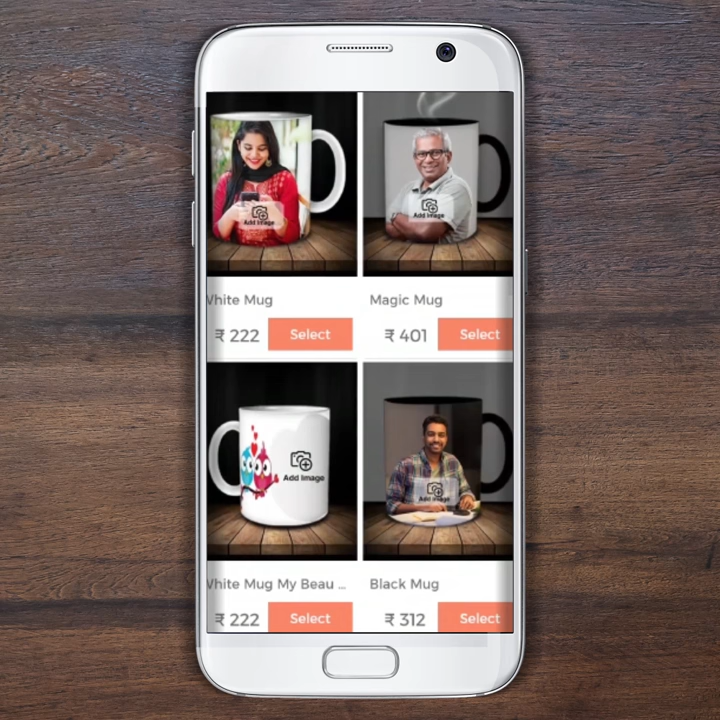 Add Image
Add Image
White Mug
Magic Mug
₹ 222
Select
₹ 401
Select
Add Image
Add Image
White Mug My Beau ...
Black Mug
₹ 222
Select
₹ 312
Select